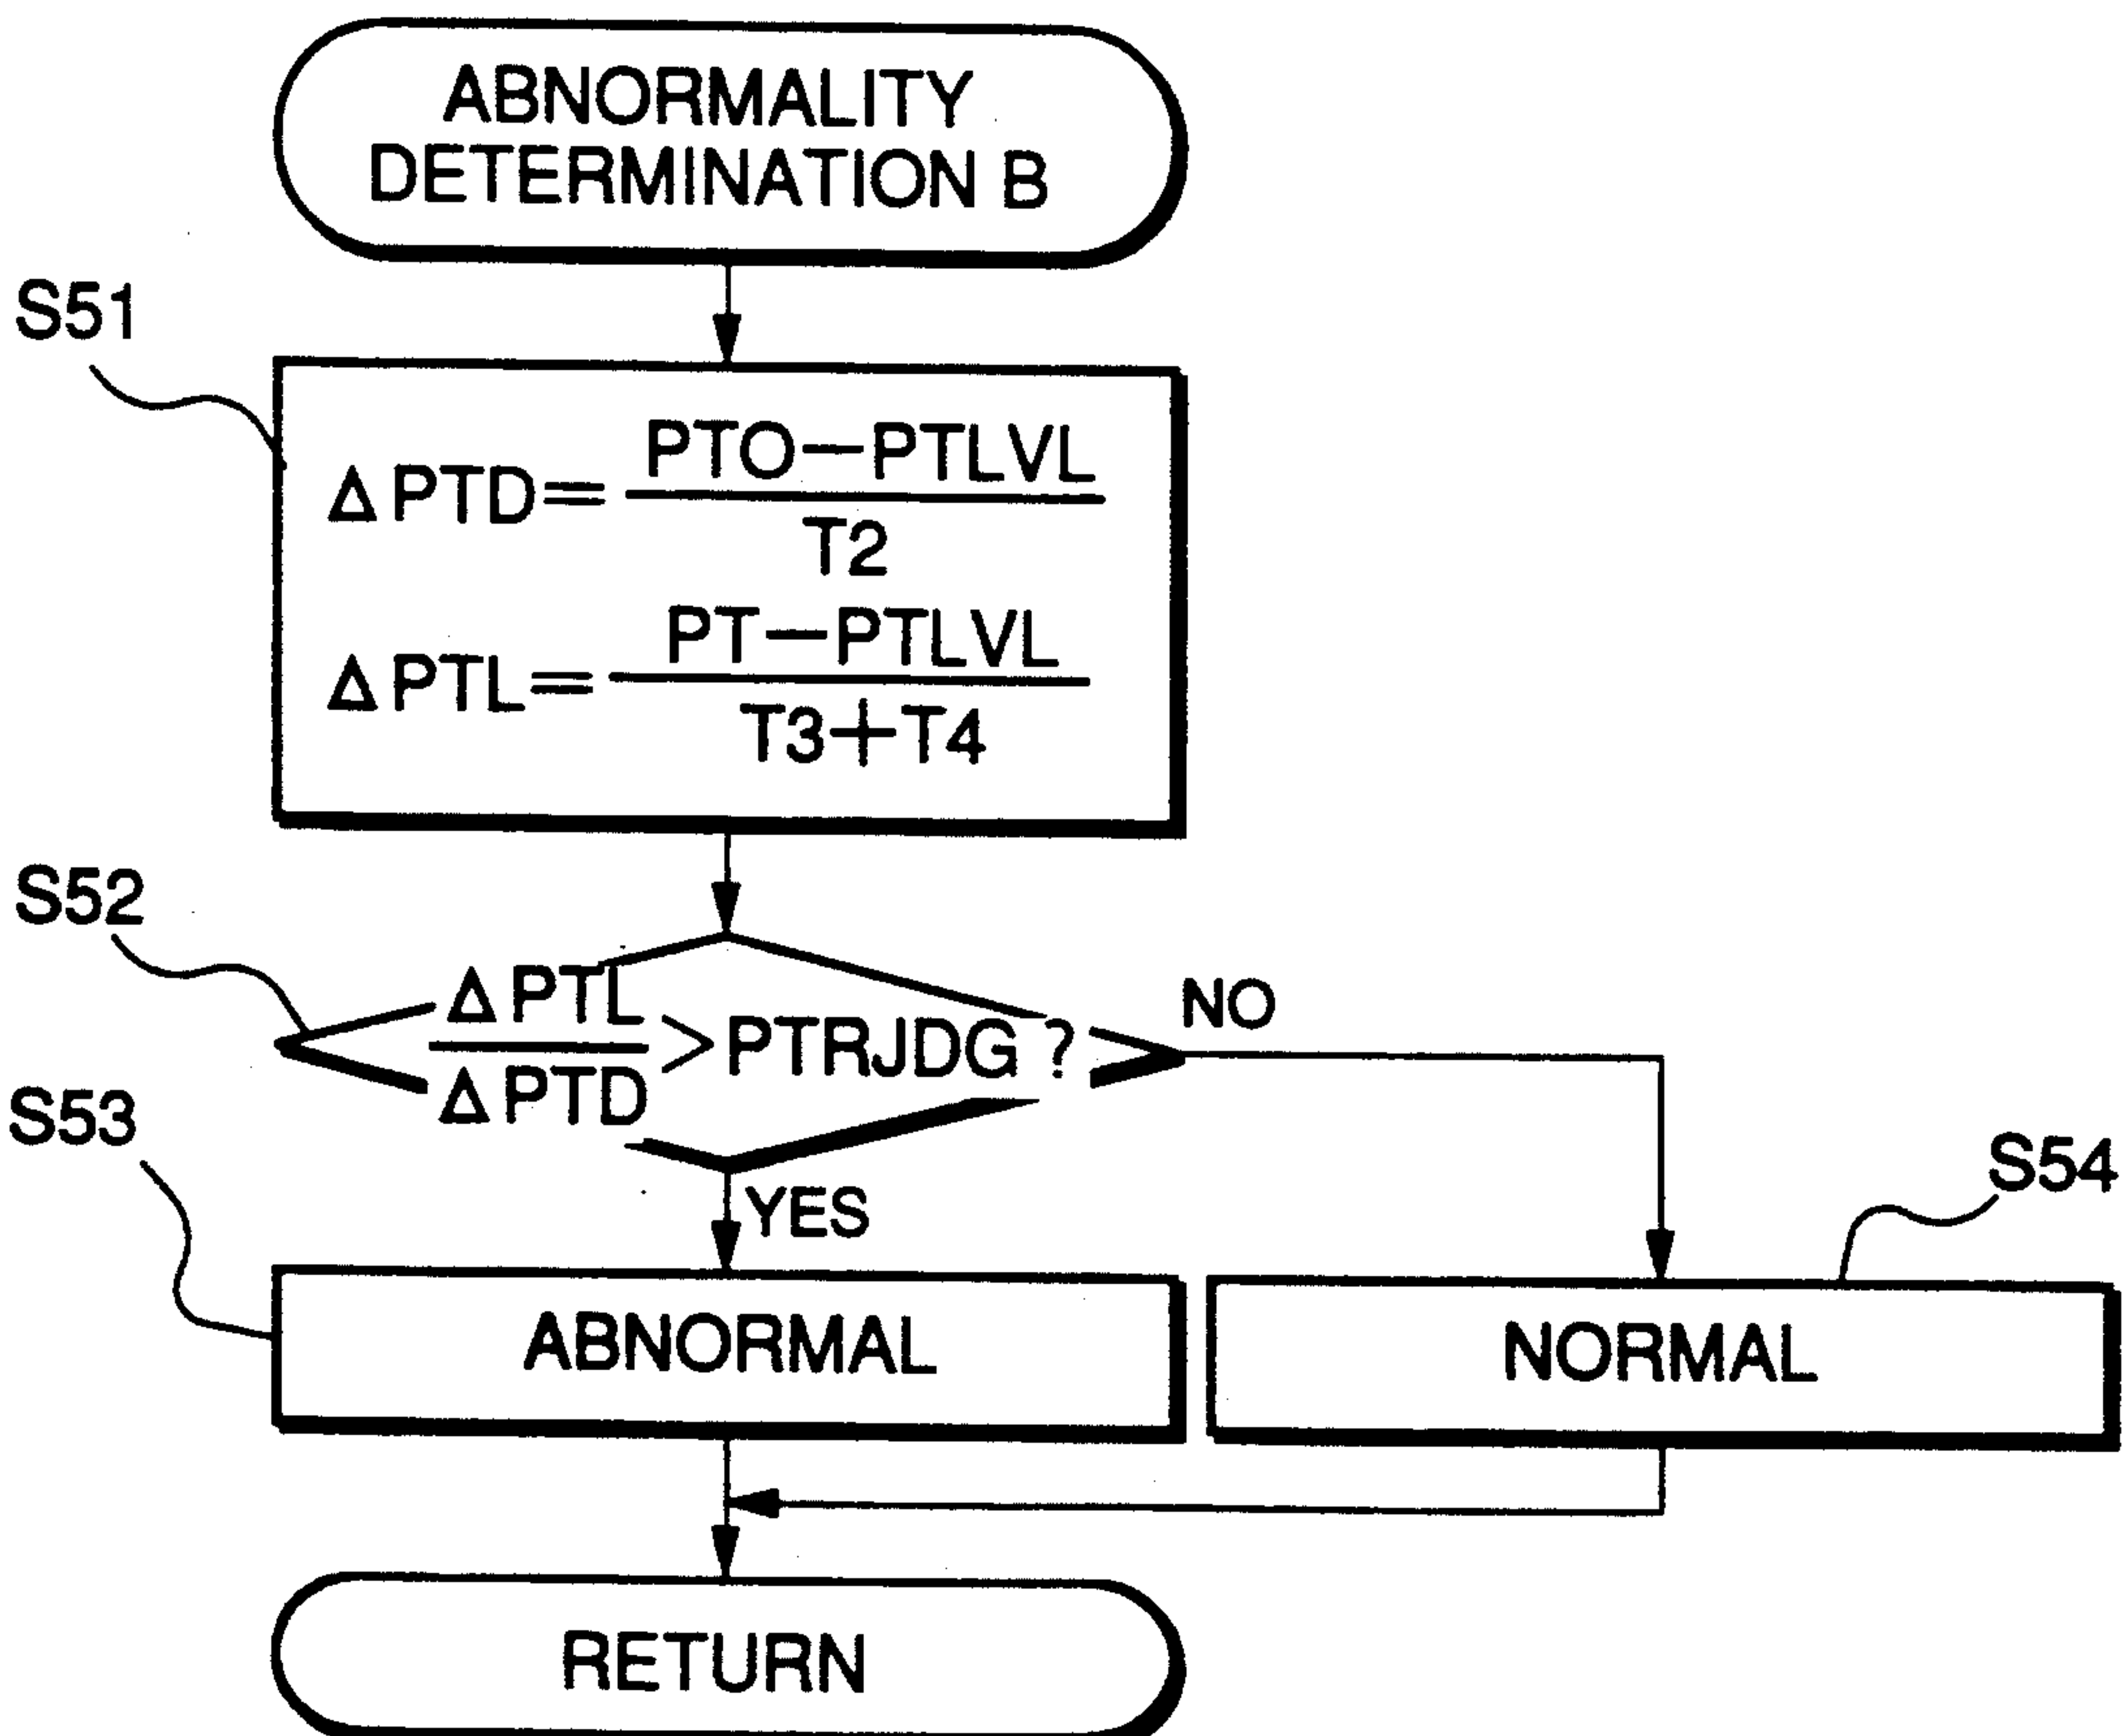 ABNORMALITY
DETERMINATION B
S51
ΔPTD=
PTO-PTLVL
T2
ΔPTL=
PT-PTLVL
T3+T4
S52
ΔPTL
ΔPTD
>PTRJDG?
NO
S53
YES
S54
ABNORMAL
NORMAL
RETURN